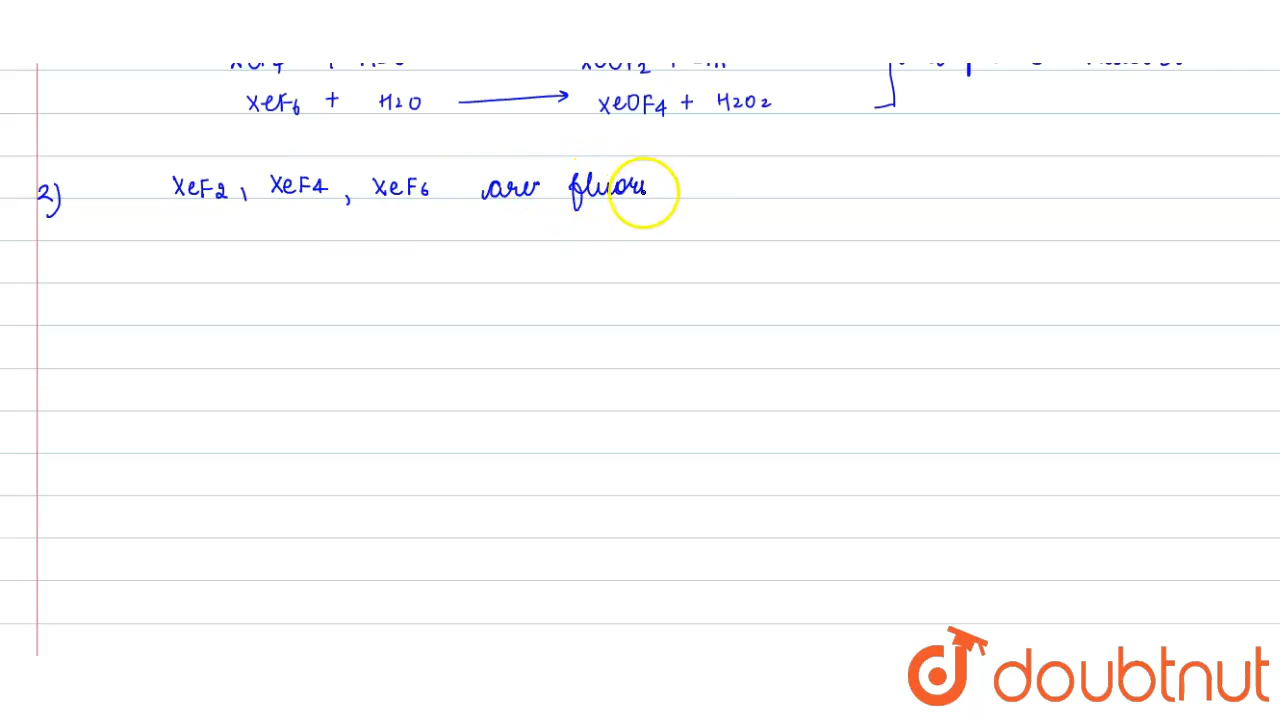 XeF6 + H2O → XeOF4 + H2O2
2) XeF2, XeF4, XeF6 are fluor
doubtnut